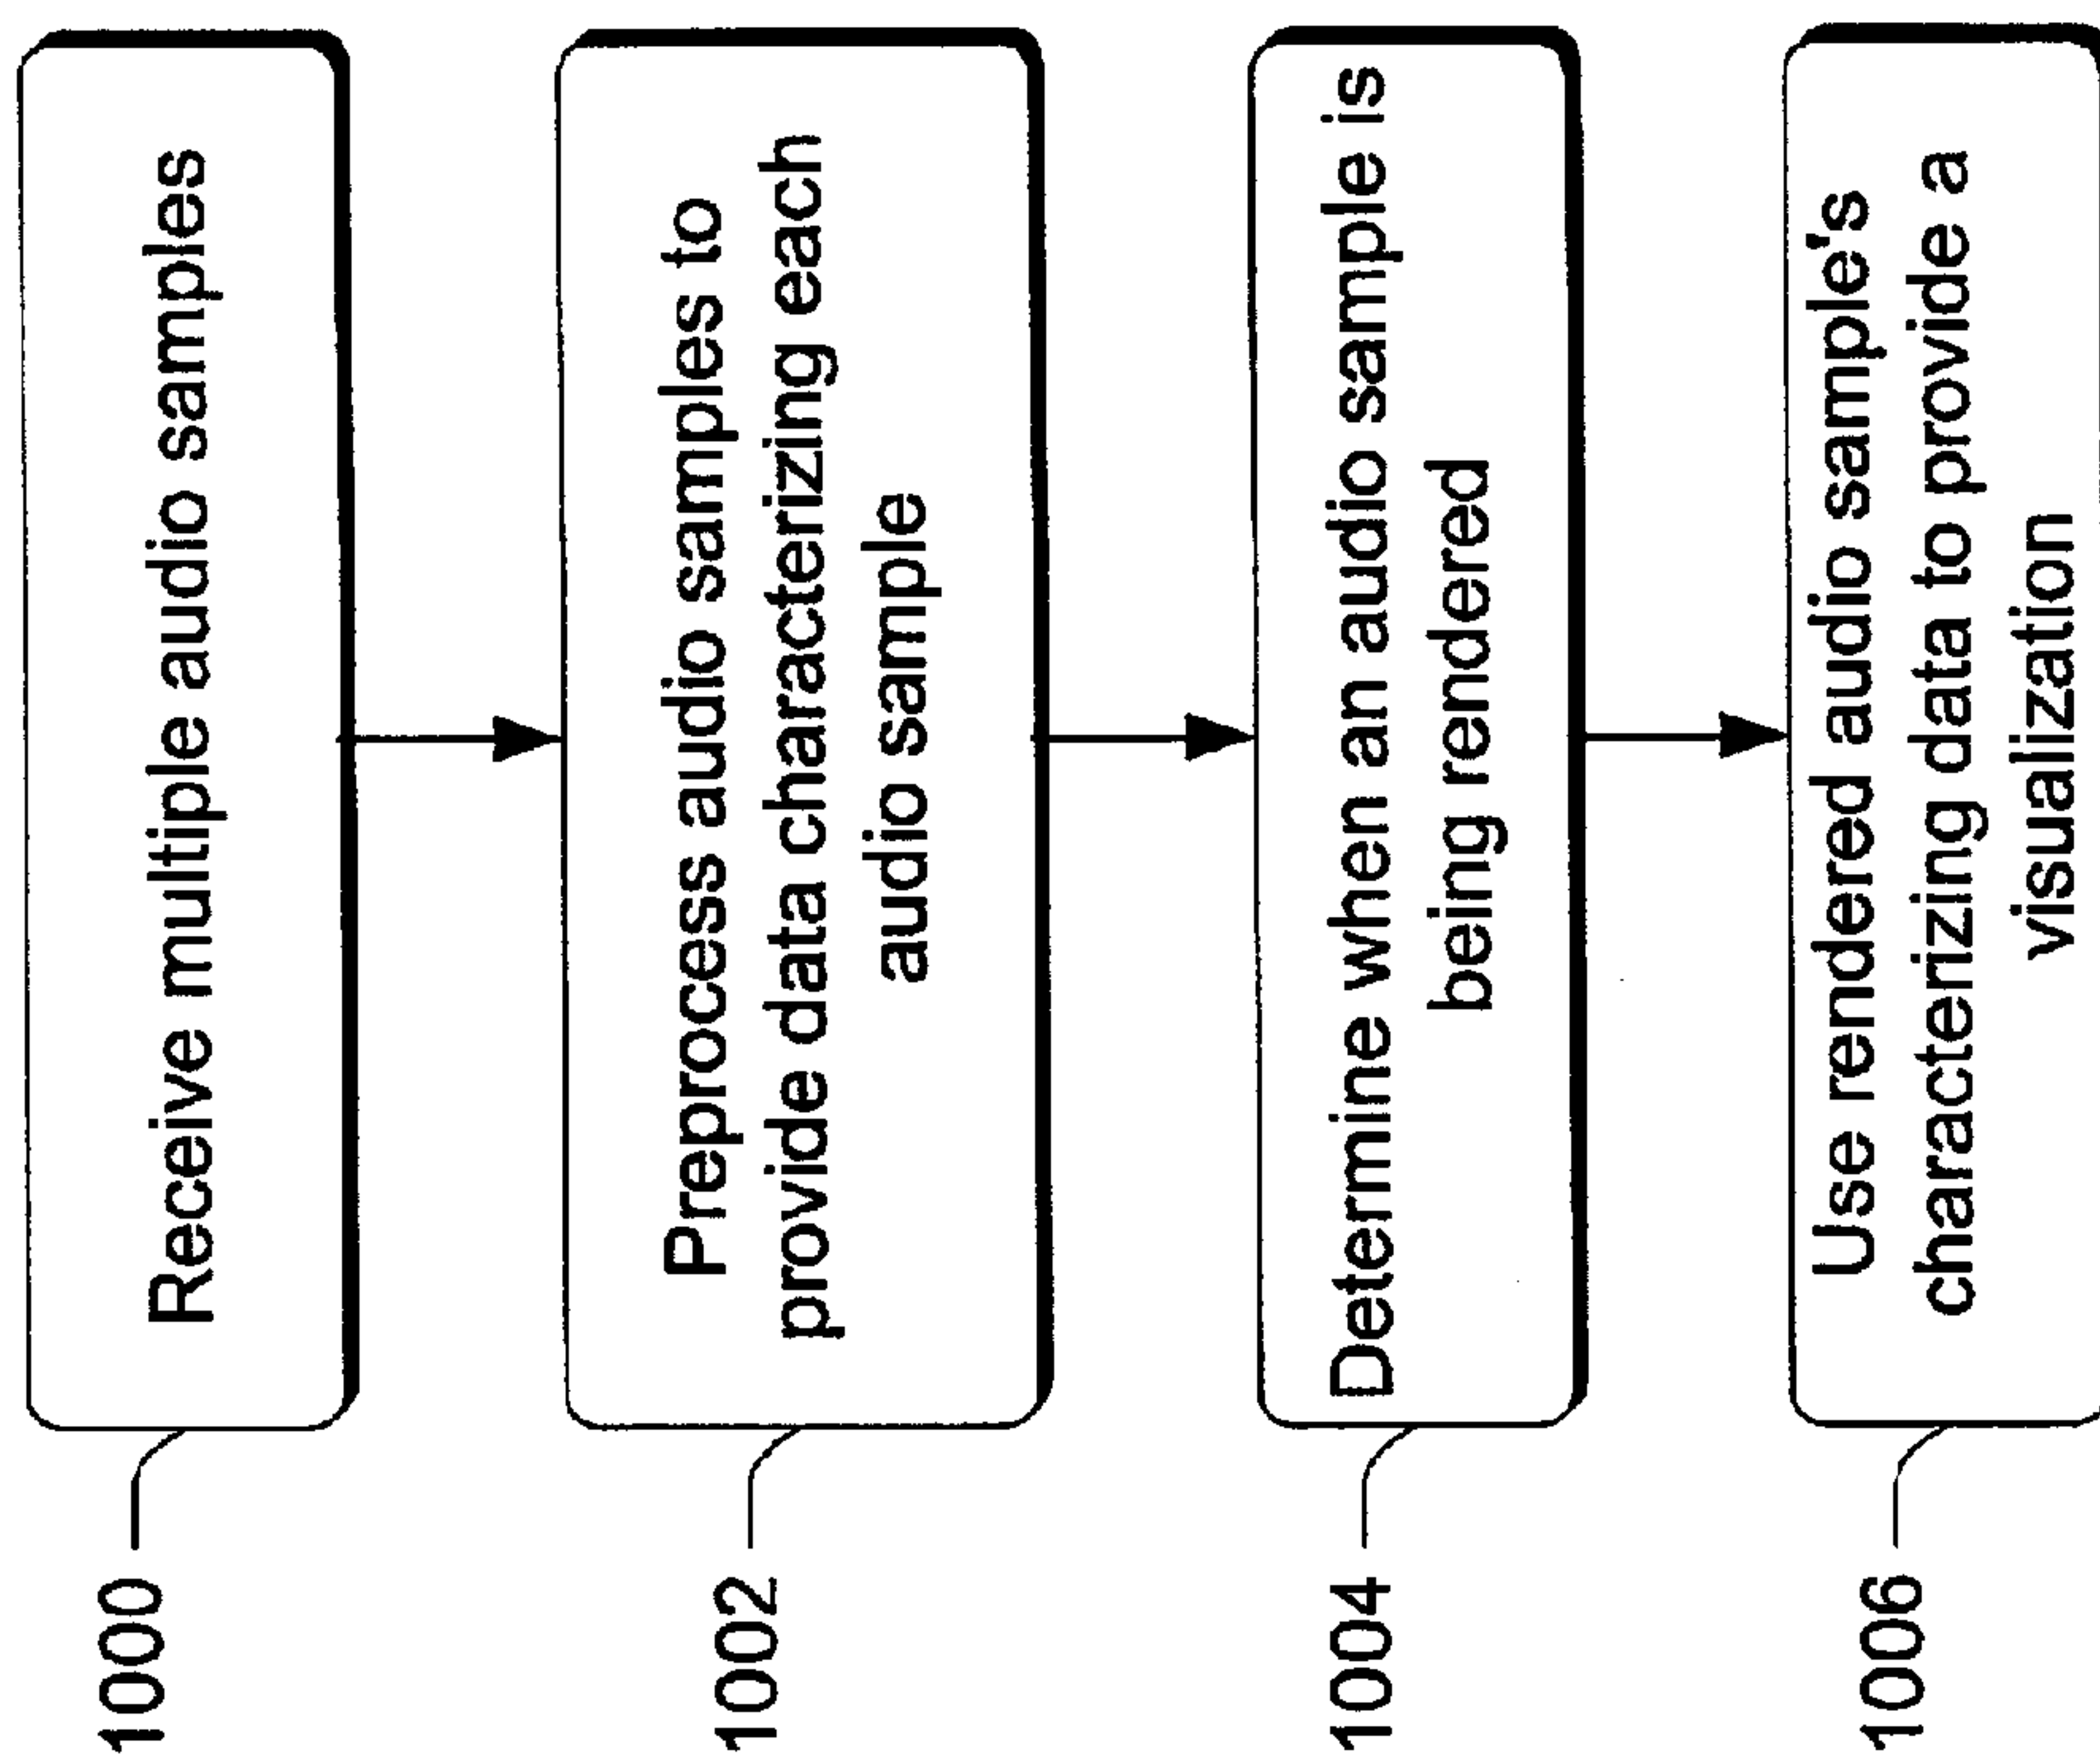 1000
Receive multiple audio samples
1002
Preprocess audio samples to
provide data characterizing each
audio sample
1004
Determine when an audio sample is
being rendered
1006
Use rendered audio sample's
characterizing data to provide a
visualization